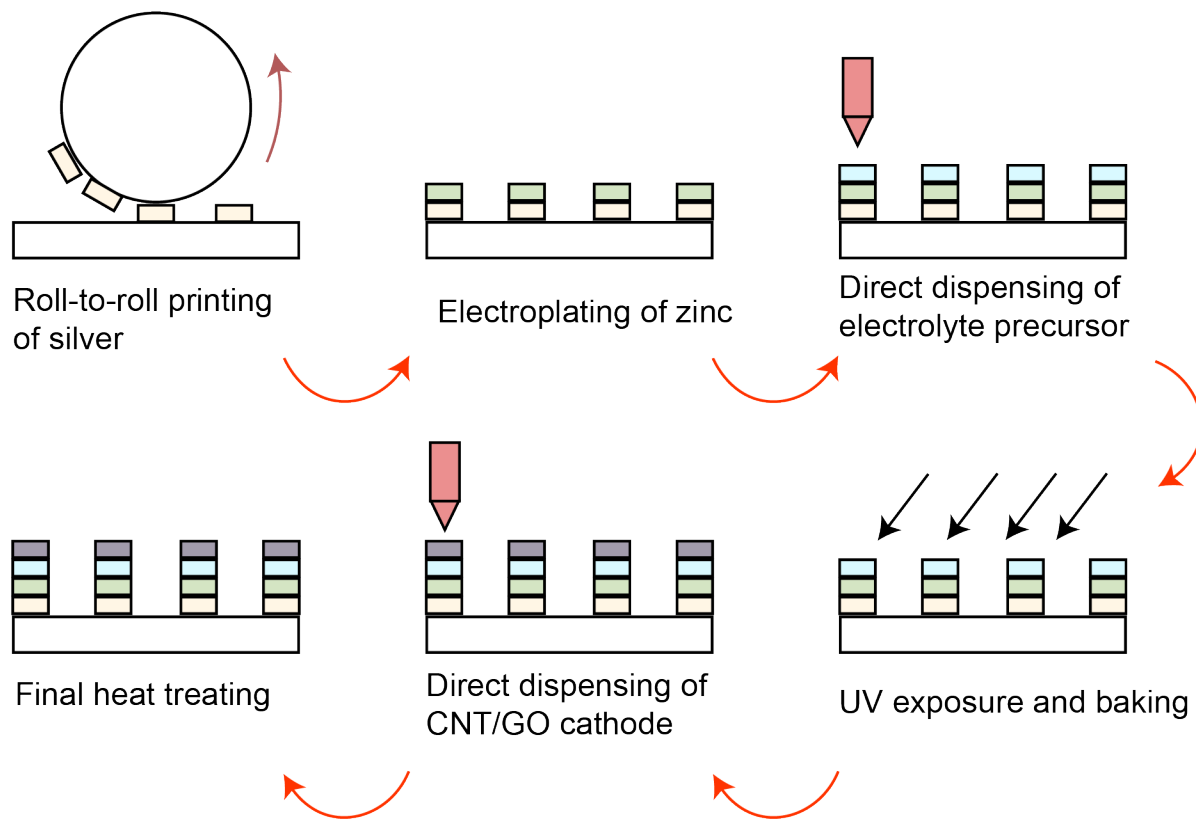 Roll-to-roll printing
of silver
Electroplating of zinc
Direct dispensing of
electrolyte precursor
UV exposure and baking
Direct dispensing of
CNT/GO cathode
Final heat treating